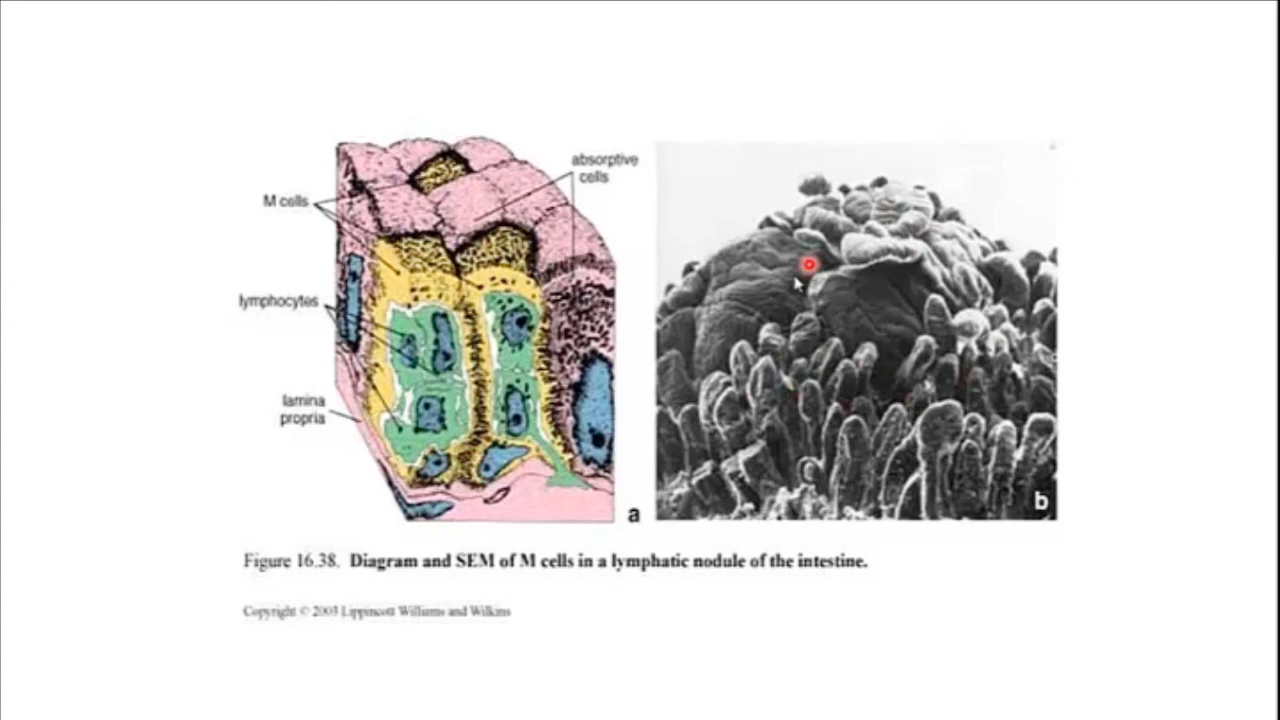 absorptive
cells
M cells
lymphocytes
lamina
propria
a
b
Figure 16.38. Diagram and SEM of M cells in a lymphatic nodule of the intestine.
Copyright © 2003 Lippincott Williams and Wilkins